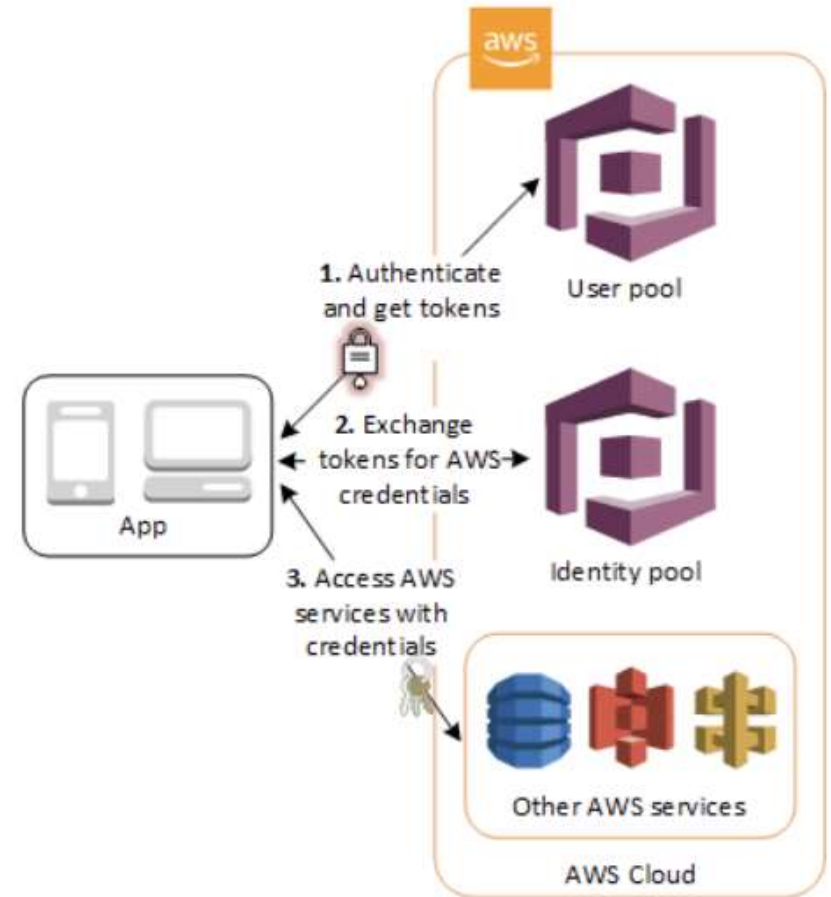 aws
1. Authenticate
and get tokens
User pool
2. Exchange
tokens for AWS
credentials
App
Identity pool
3. Access AWS
services with
credentials
Other AWS services
AWS Cloud